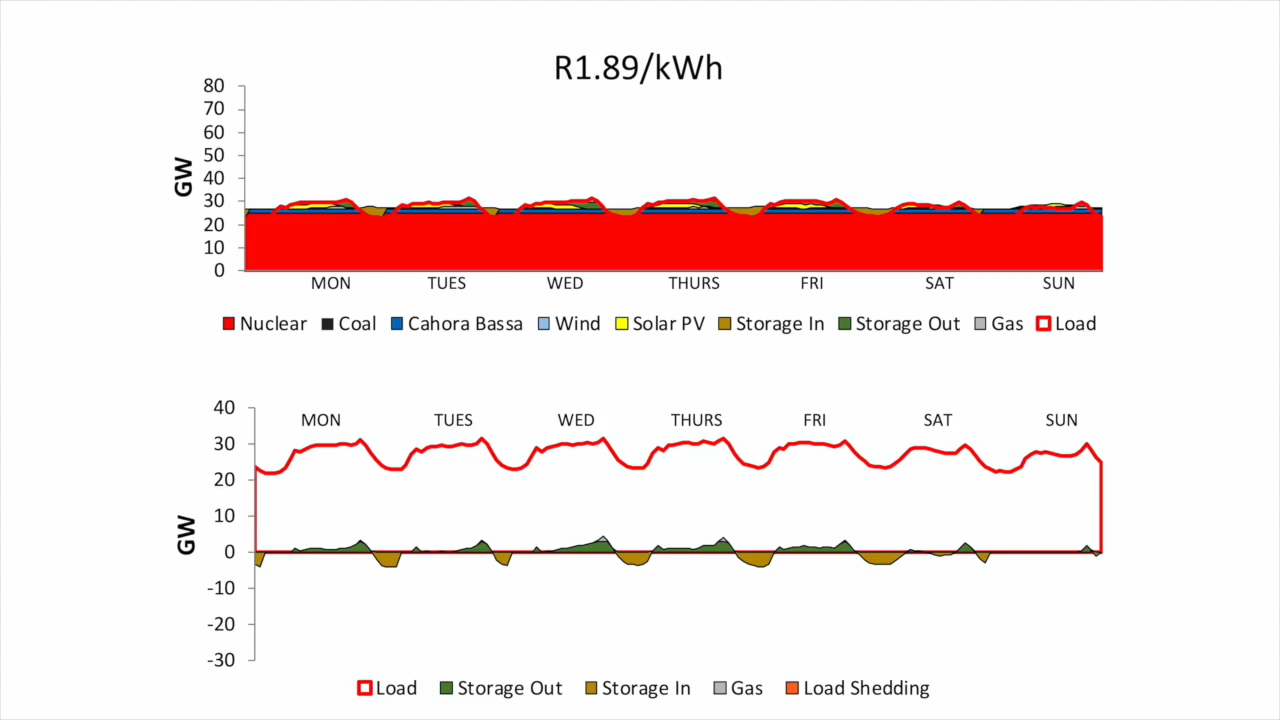 R1.89/kWh
80
70
60
50
40
30
20
10
0
GW
MON TUES WED THURS FRI SAT SUN
Nuclear Coal Cahora Bassa Wind Solar PV Storage In Storage Out Gas Load
40
30
20
10
0
-10
-20
-30
GW
MON TUES WED THURS FRI SAT SUN
Load Storage Out Storage In Gas Load Shedding